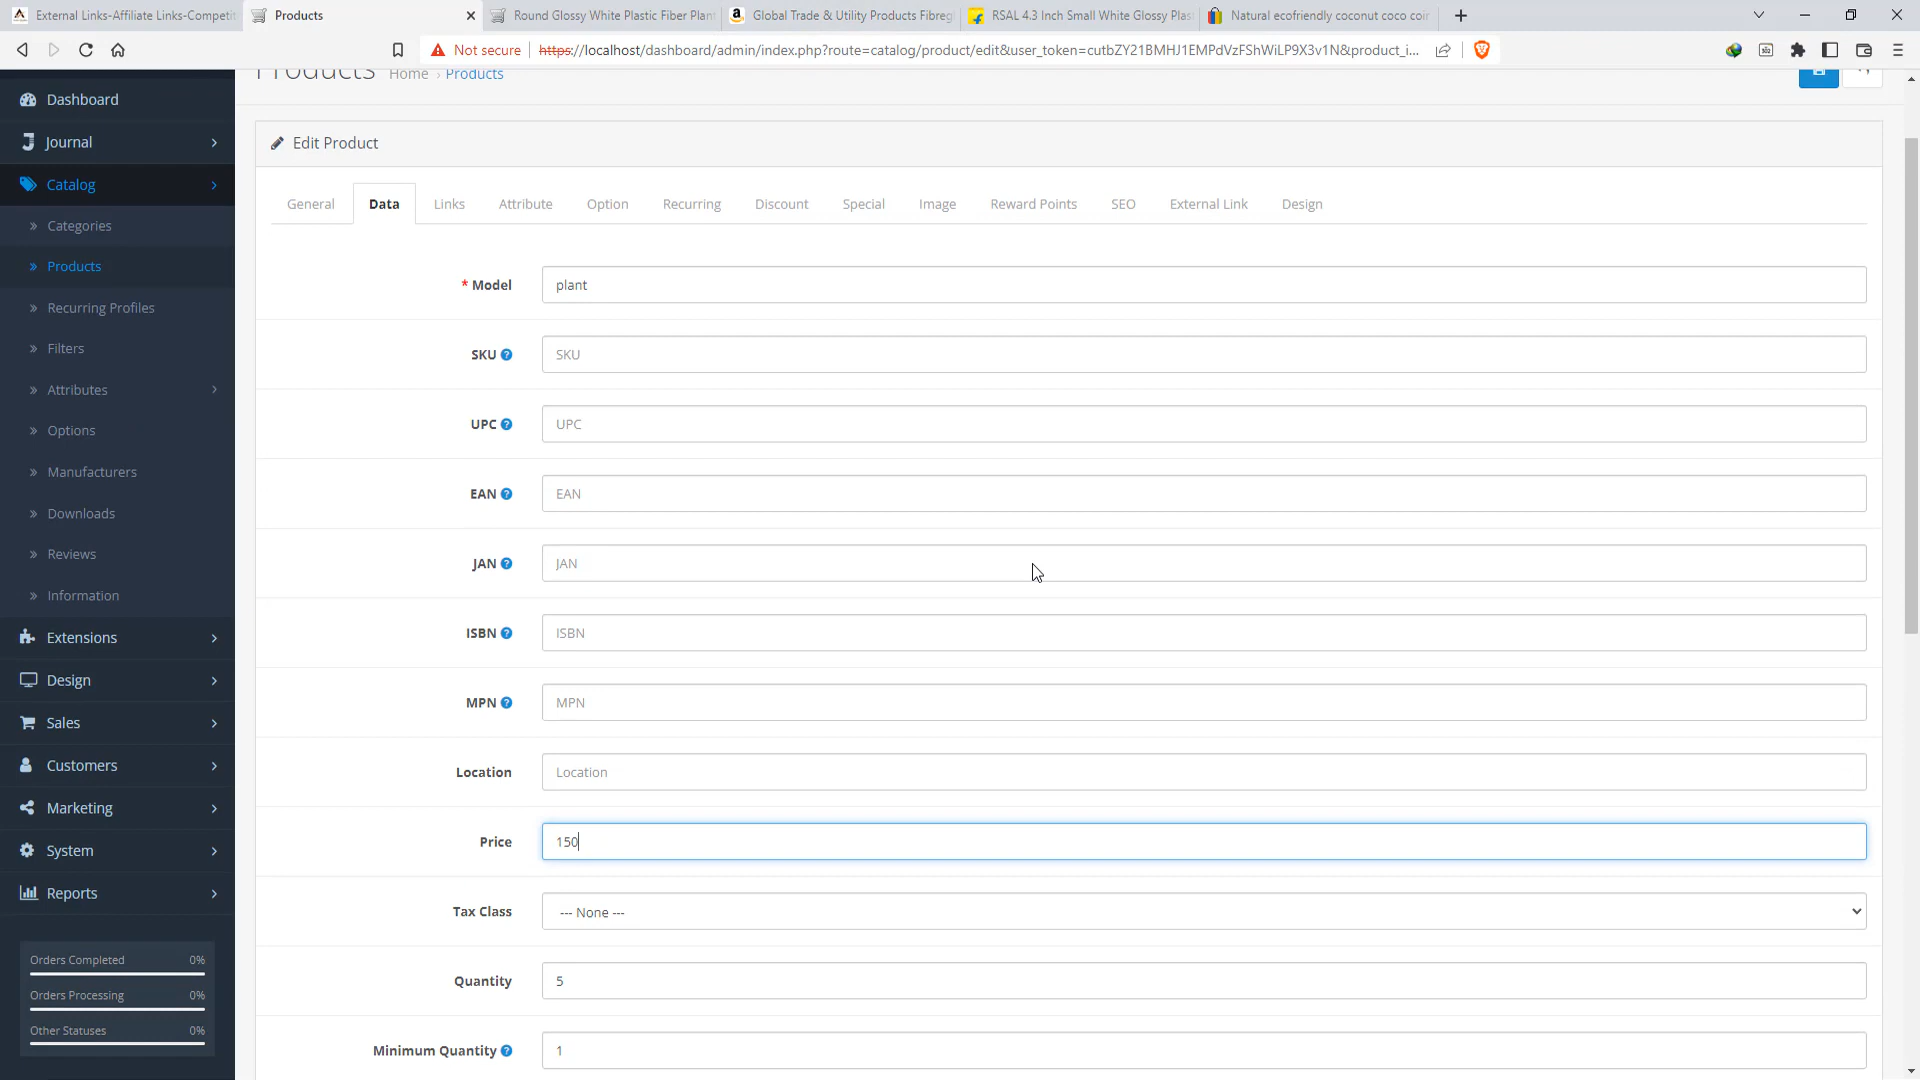 External Links-Affiliate Links-Competit
Products
Round Glossy White Plastic Fiber Plant
Global Trade & Utility Products Fibregl
RSAL 4.3 Inch Small White Glossy Plas
Natural ecofriendly coconut coco coir
Not secure
https://localhost/dashboard/admin/index.php?route=catalog/product/edit&user_token=cutbZY21BMHJ1EMPdVzFShWiLP9X3v1N&product_i...
Products
Home › Products
Dashboard
Journal
Catalog
Categories
Products
Recurring Profiles
Filters
Attributes
Options
Manufacturers
Downloads
Reviews
Information
Extensions
Design
Sales
Customers
Marketing
System
Reports
Orders Completed 0%
Orders Processing 0%
Other Statuses 0%
Edit Product
General
Data
Links
Attribute
Option
Recurring
Discount
Special
Image
Reward Points
SEO
External Link
Design
* Model plant
SKU SKU
UPC UPC
EAN EAN
JAN JAN
ISBN ISBN
MPN MPN
Location Location
Price 150
Tax Class --- None ---
Quantity 5
Minimum Quantity 1